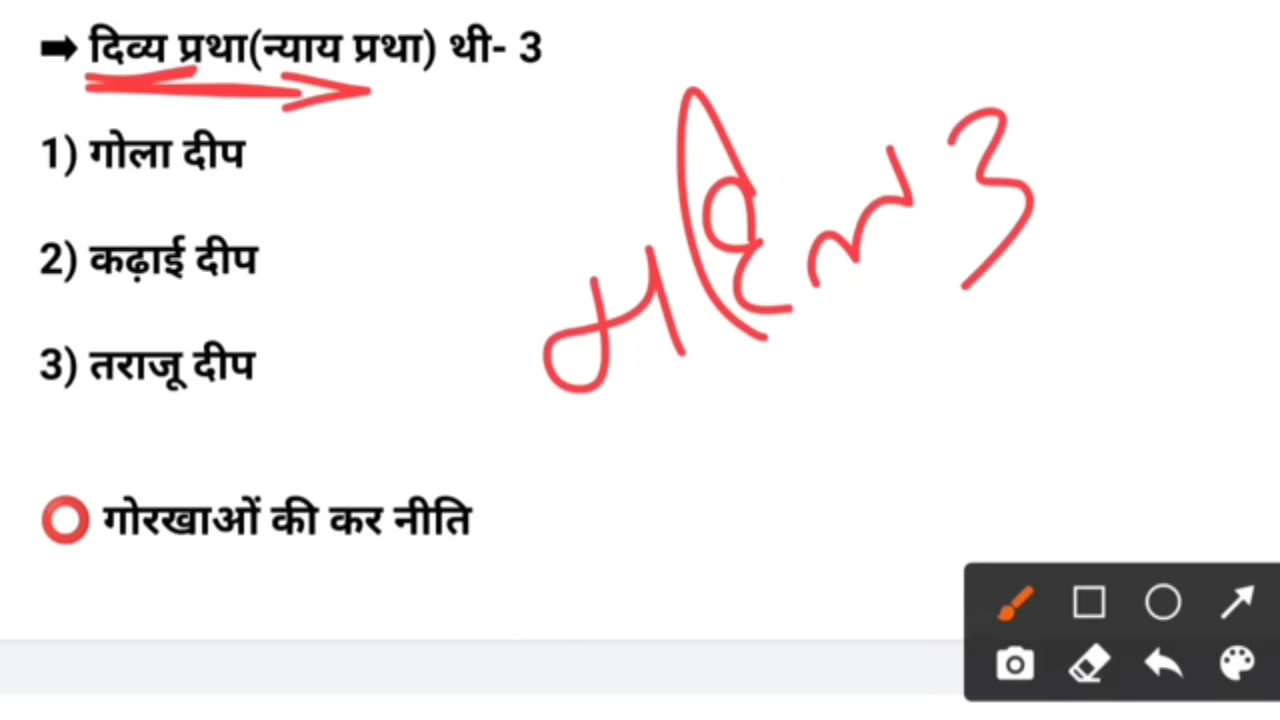 ➡ दिव्य प्रथा(न्याय प्रथा) थी- 3
1) गोला दीप
2) कढ़ाई दीप
3) तराजू दीप
⭕ गोरखाओं की कर नीति